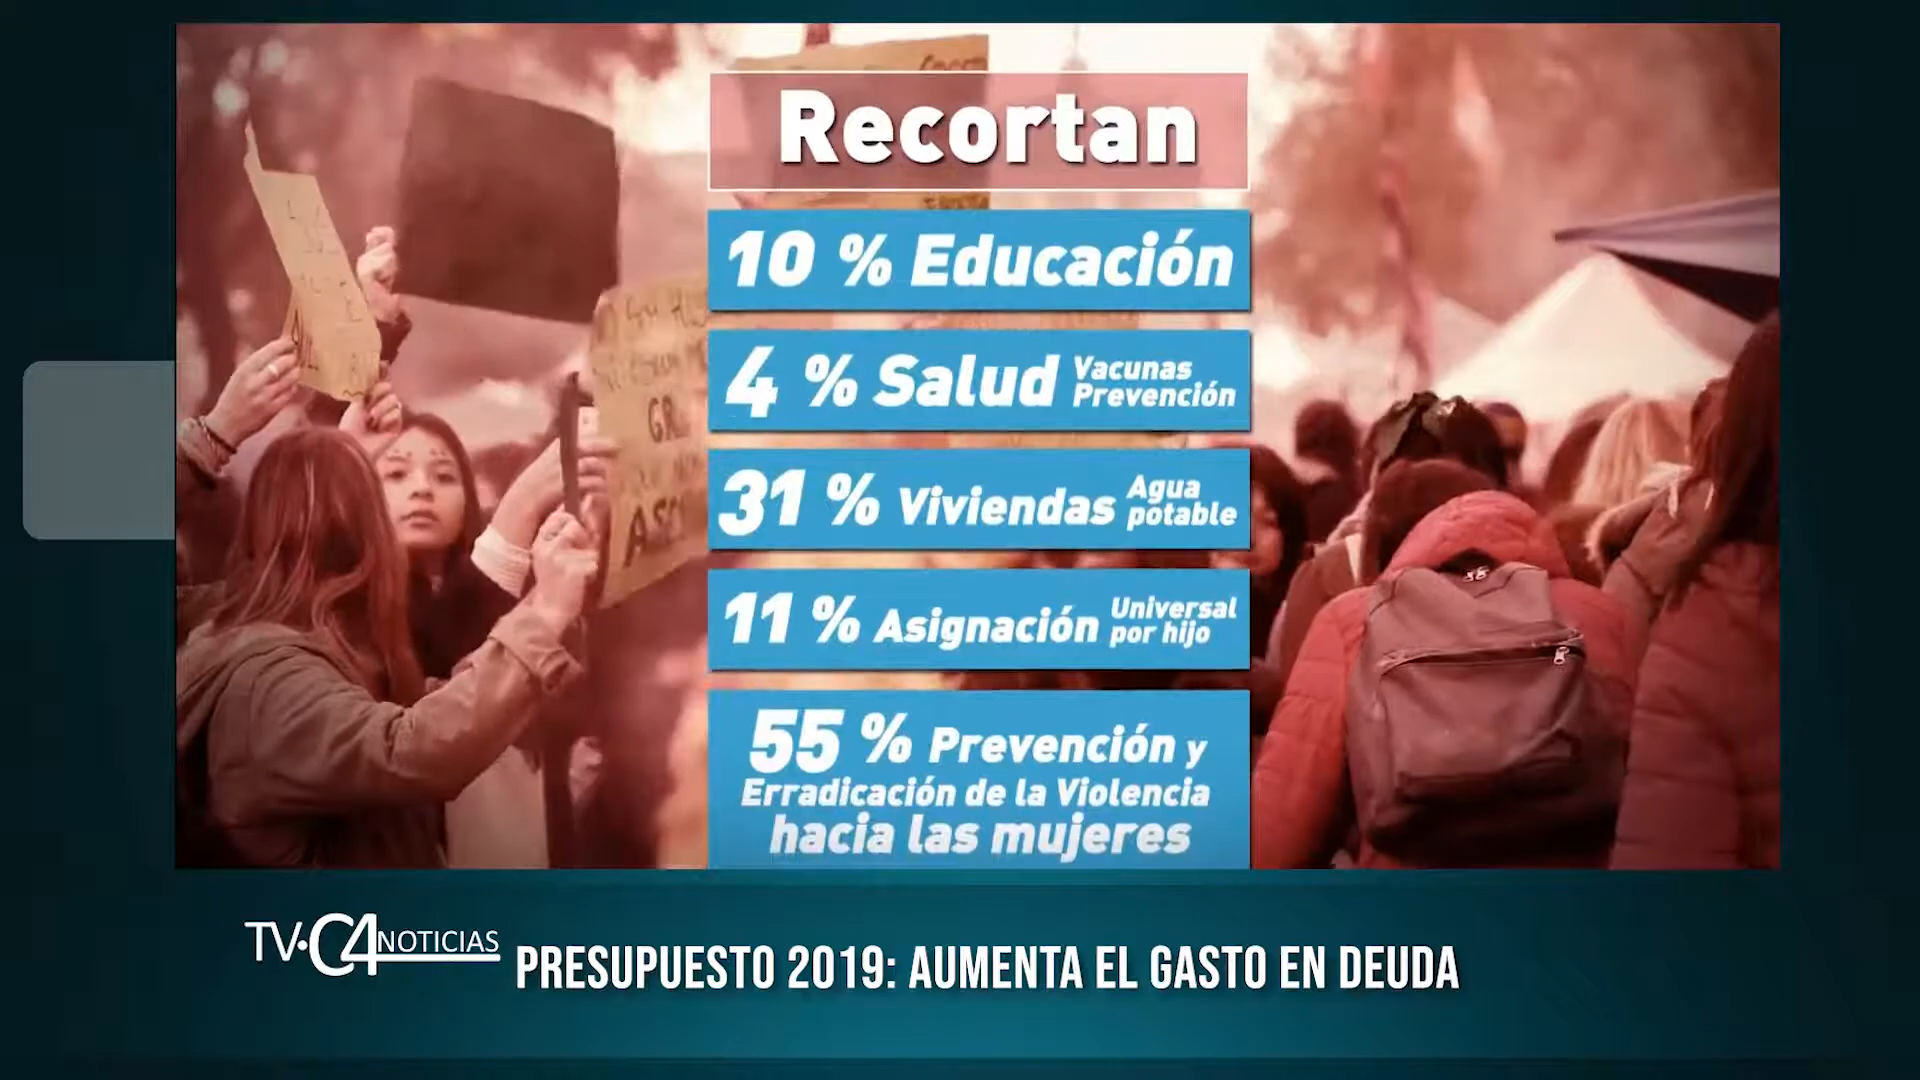 Recortan
10 % Educación
4 % Salud Vacunas
Prevención
31 % Viviendas Agua
potable
11 % Asignación Universal
por hijo
55 % Prevención y
Erradicación de la Violencia
hacia las mujeres
TV·C4 NOTICIAS
PRESUPUESTO 2019: AUMENTA EL GASTO EN DEUDA